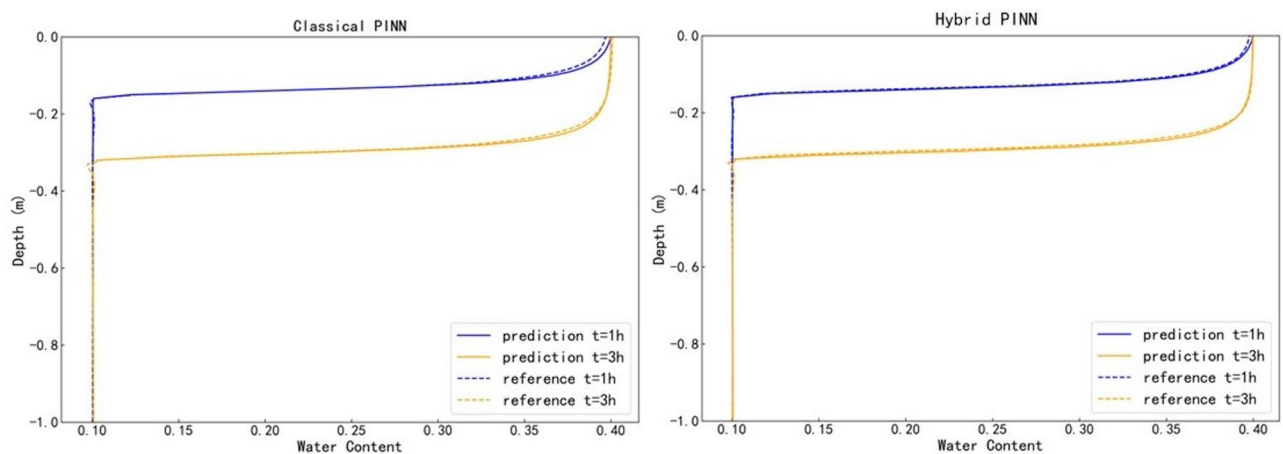 Classical PINN
0.0
−0.2
−0.4
−0.6
−0.8
−1.0
Depth (m)
0.10 0.15 0.20 0.25 0.30 0.35 0.40
Water Content
prediction t=1h
prediction t=3h
reference t=1h
reference t=3h
Hybrid PINN
0.0
−0.2
−0.4
−0.6
−0.8
−1.0
Depth (m)
0.10 0.15 0.20 0.25 0.30 0.35 0.40
Water Content
prediction t=1h
prediction t=3h
reference t=1h
reference t=3h